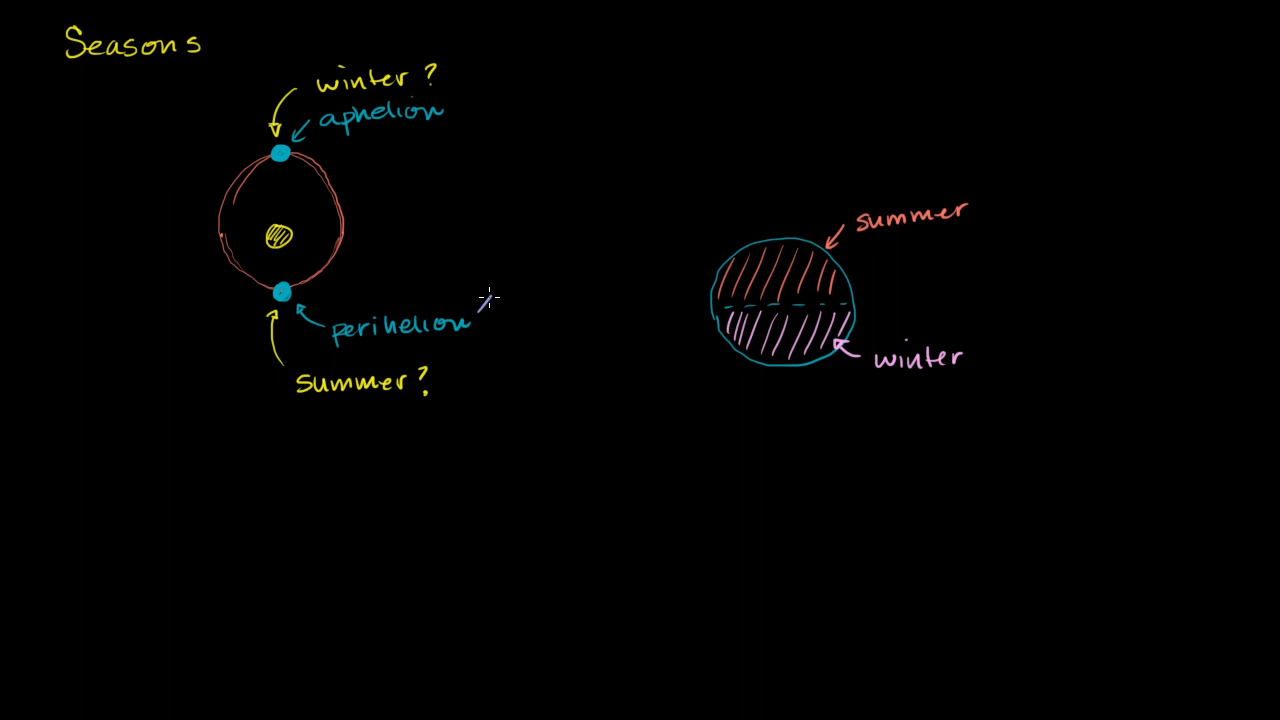 Seasons
winter?
aphelion
perihelion
summer?
summer
winter